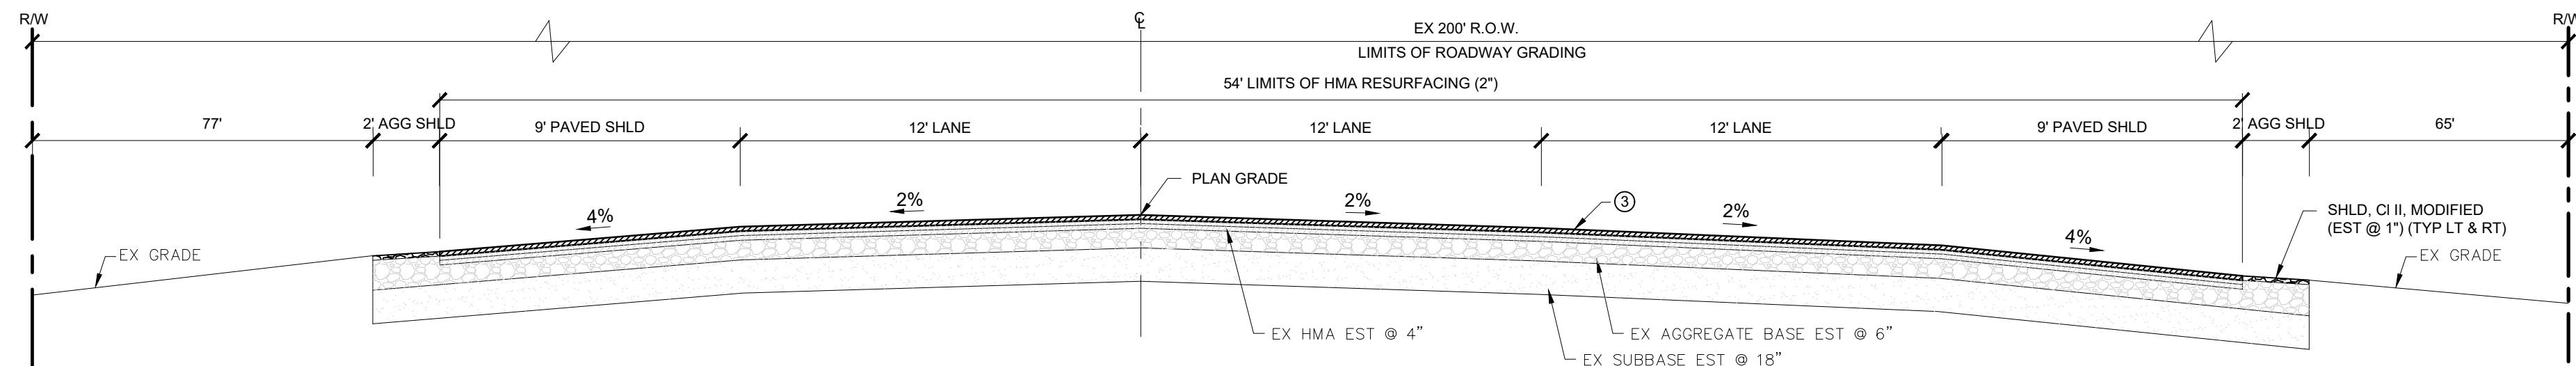 R/W
℄
R/W
EX 200' R.O.W.
LIMITS OF ROADWAY GRADING
54' LIMITS OF HMA RESURFACING (2")
77'
2' AGG SHLD
9' PAVED SHLD
12' LANE
12' LANE
12' LANE
9' PAVED SHLD
2' AGG SHLD
65'
PLAN GRADE
4%
2%
2%
3
2%
4%
SHLD, Cl II, MODIFIED
(EST @ 1") (TYP LT & RT)
EX GRADE
EX GRADE
EX HMA EST @ 4”
EX AGGREGATE BASE EST @ 6”
EX SUBBASE EST @ 18”